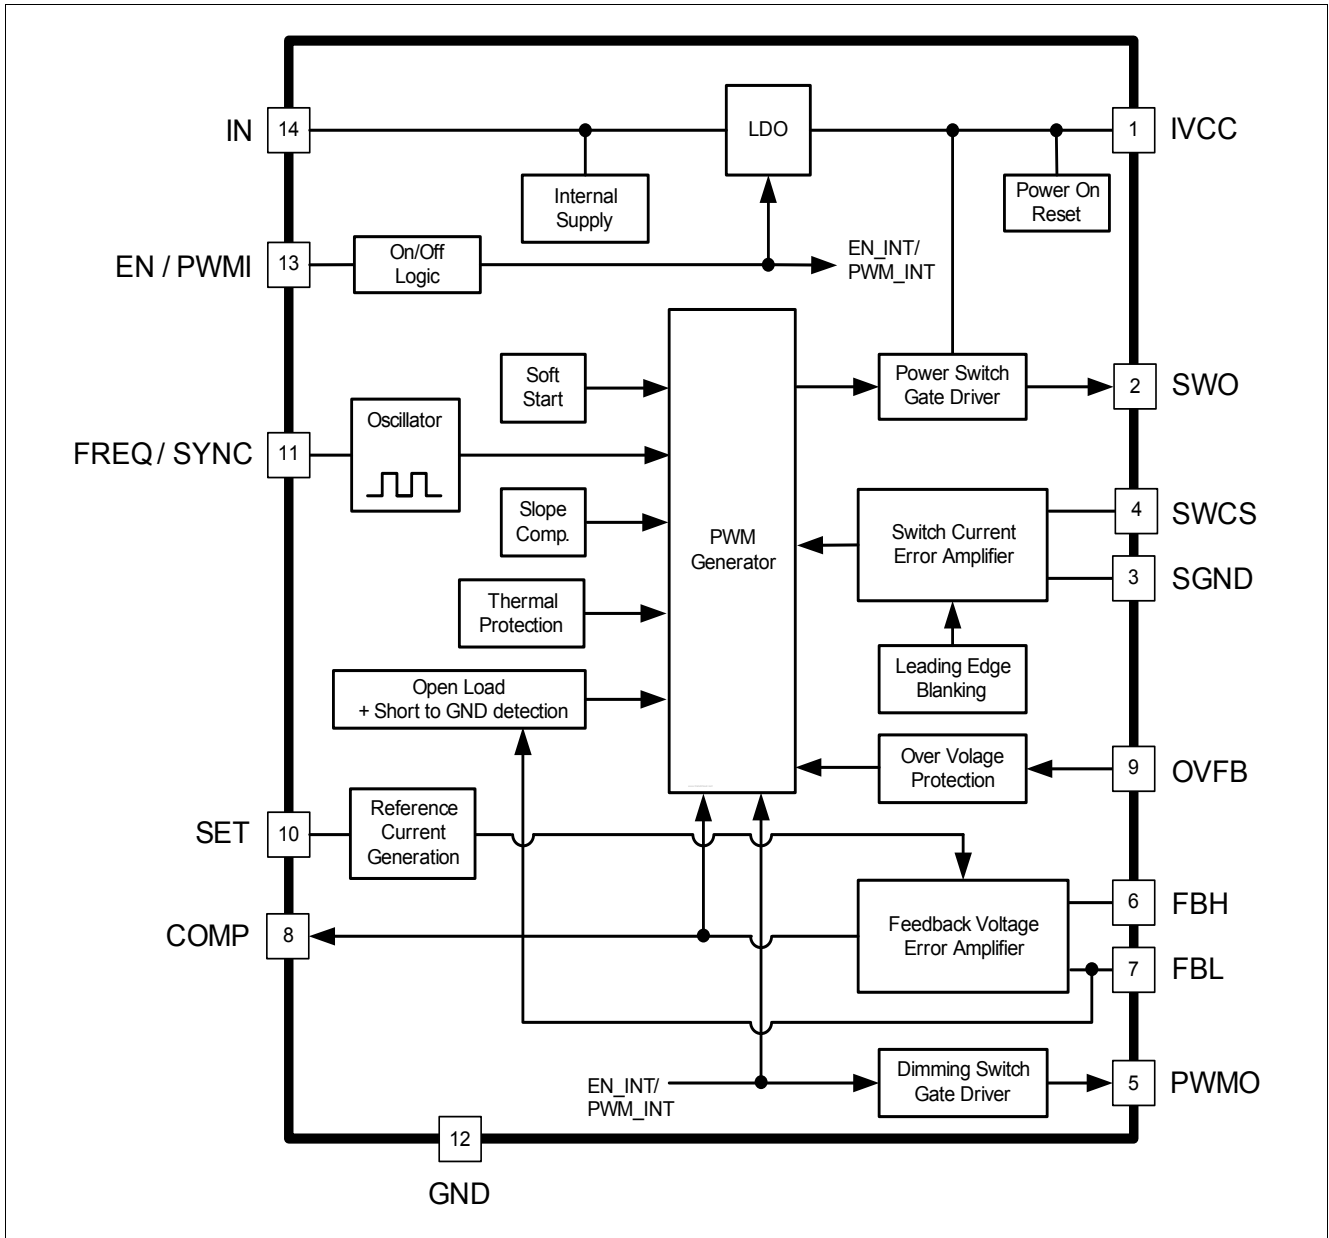 IN
14
LDO
1
IVCC
Internal
Supply
Power On
Reset
EN / PWMI
13
On/Off
Logic
EN_INT/
PWM_INT
Soft
Start
Power Switch
Gate Driver
2
SWO
FREQ / SYNC
11
Oscillator
Slope
Comp.
PWM
Generator
Switch Current
Error Amplifier
4
SWCS
3
SGND
Thermal
Protection
Leading Edge
Blanking
Open Load
+ Short to GND detection
Over Volage
Protection
9
OVFB
SET
10
Reference
Current
Generation
COMP
8
Feedback Voltage
Error Amplifier
6
FBH
7
FBL
EN_INT/
PWM_INT
Dimming Switch
Gate Driver
5
PWMO
12
GND